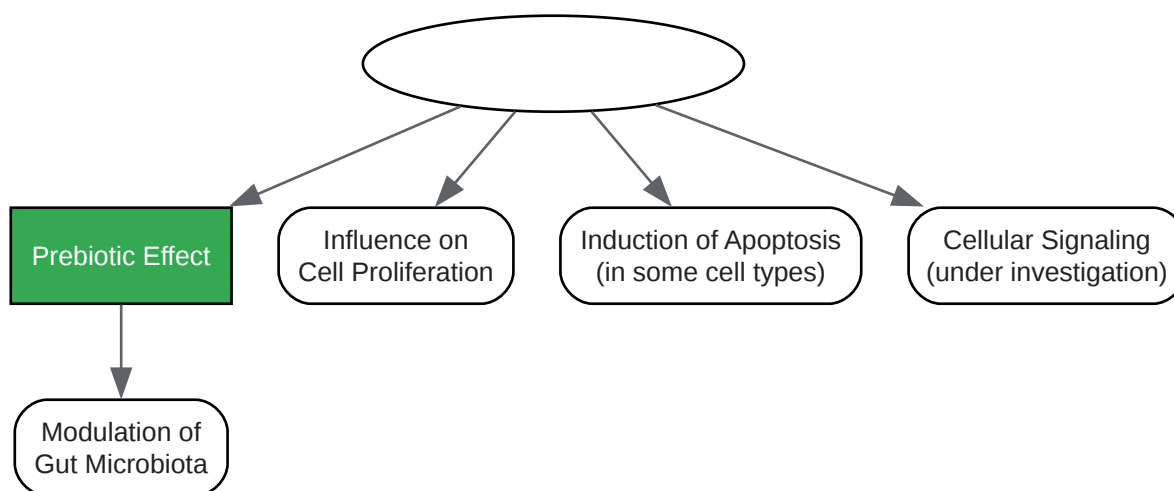 Prebiotic Effect
Influence on
Cell Proliferation
Induction of Apoptosis
(in some cell types)
Cellular Signaling
(under investigation)
Modulation of
Gut Microbiota